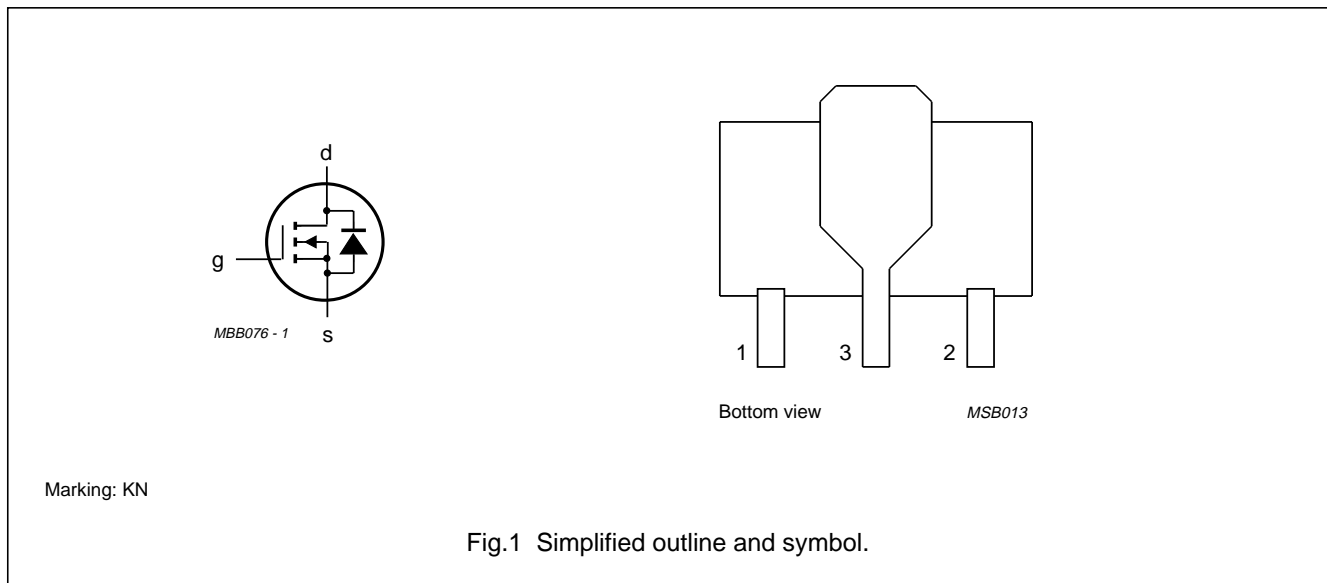 d
g
MBB076 - 1
s
1
3
2
Bottom view
MSB013
Marking: KN
Fig.1 Simplified outline and symbol.